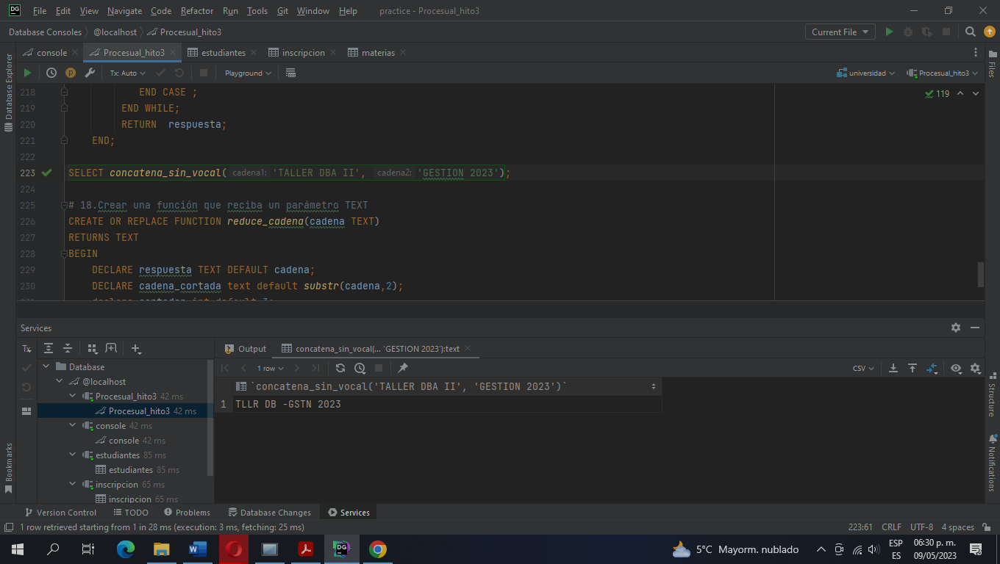 DG File Edit View Navigate Code Refactor Run Tools Git Window Help practice - Procesual_hito3
Database Consoles @localhost Procesual_hito3 Current File
console Procesual_hito3 estudiantes inscripcion materias
P Tx: Auto Playground universidad Procesual_hito3
Database Explorer
Files
218 END CASE ; 119
219 END WHILE;
220 RETURN respuesta;
221 END;
222
223 SELECT concatena_sin_vocal( cadena1: 'TALLER DBA II', cadena2: 'GESTION 2023');
224
225 # 18.Crear una función que reciba un parámetro TEXT
226 CREATE OR REPLACE FUNCTION reduce_cadena(cadena TEXT)
227 RETURNS TEXT
228 BEGIN
229 DECLARE respuesta TEXT DEFAULT cadena;
230 DECLARE cadena_cortada text default substr(cadena,2);
Services
Tx Output concatena_sin_vocal(... 'GESTION 2023'):text
1 row CSV
Database
@localhost
Procesual_hito3 42 ms
Procesual_hito3 42 ms
console 42 ms
console 42 ms
estudiantes 85 ms
estudiantes 85 ms
inscripcion 65 ms
inscripcion 65 ms
`concatena_sin_vocal('TALLER DBA II', 'GESTION 2023')`
1 TLLR DB -GSTN 2023
Bookmarks
Structure
Notifications
Version Control TODO Problems Database Changes Services
1 row retrieved starting from 1 in 28 ms (execution: 3 ms, fetching: 25 ms) 223:61 CRLF UTF-8 4 spaces
5°C Mayorm. nublado ESP 06:30 p. m.
ES 09/05/2023